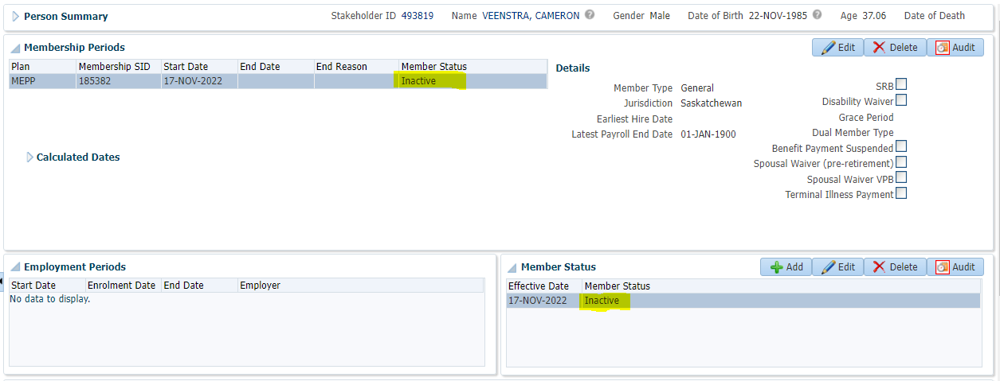 Person Summary Stakeholder ID 493819 Name VEENSTRA, CAMERON ? Gender Male Date of Birth 22-NOV-1985 ? Age 37.06 Date of Death
Membership Periods Edit Delete Audit
Plan Membership SID Start Date End Date End Reason Member Status
MEPP 185382 17-NOV-2022 Inactive
Details
Member Type General
Jurisdiction Saskatchewan
Earliest Hire Date
Latest Payroll End Date 01-JAN-1900
SRB
Disability Waiver
Grace Period
Dual Member Type
Benefit Payment Suspended
Spousal Waiver (pre-retirement)
Spousal Waiver VPB
Terminal Illness Payment
Calculated Dates
Employment Periods
Start Date Enrolment Date End Date Employer
No data to display.
Member Status Add Edit Delete Audit
Effective Date Member Status
17-NOV-2022 Inactive